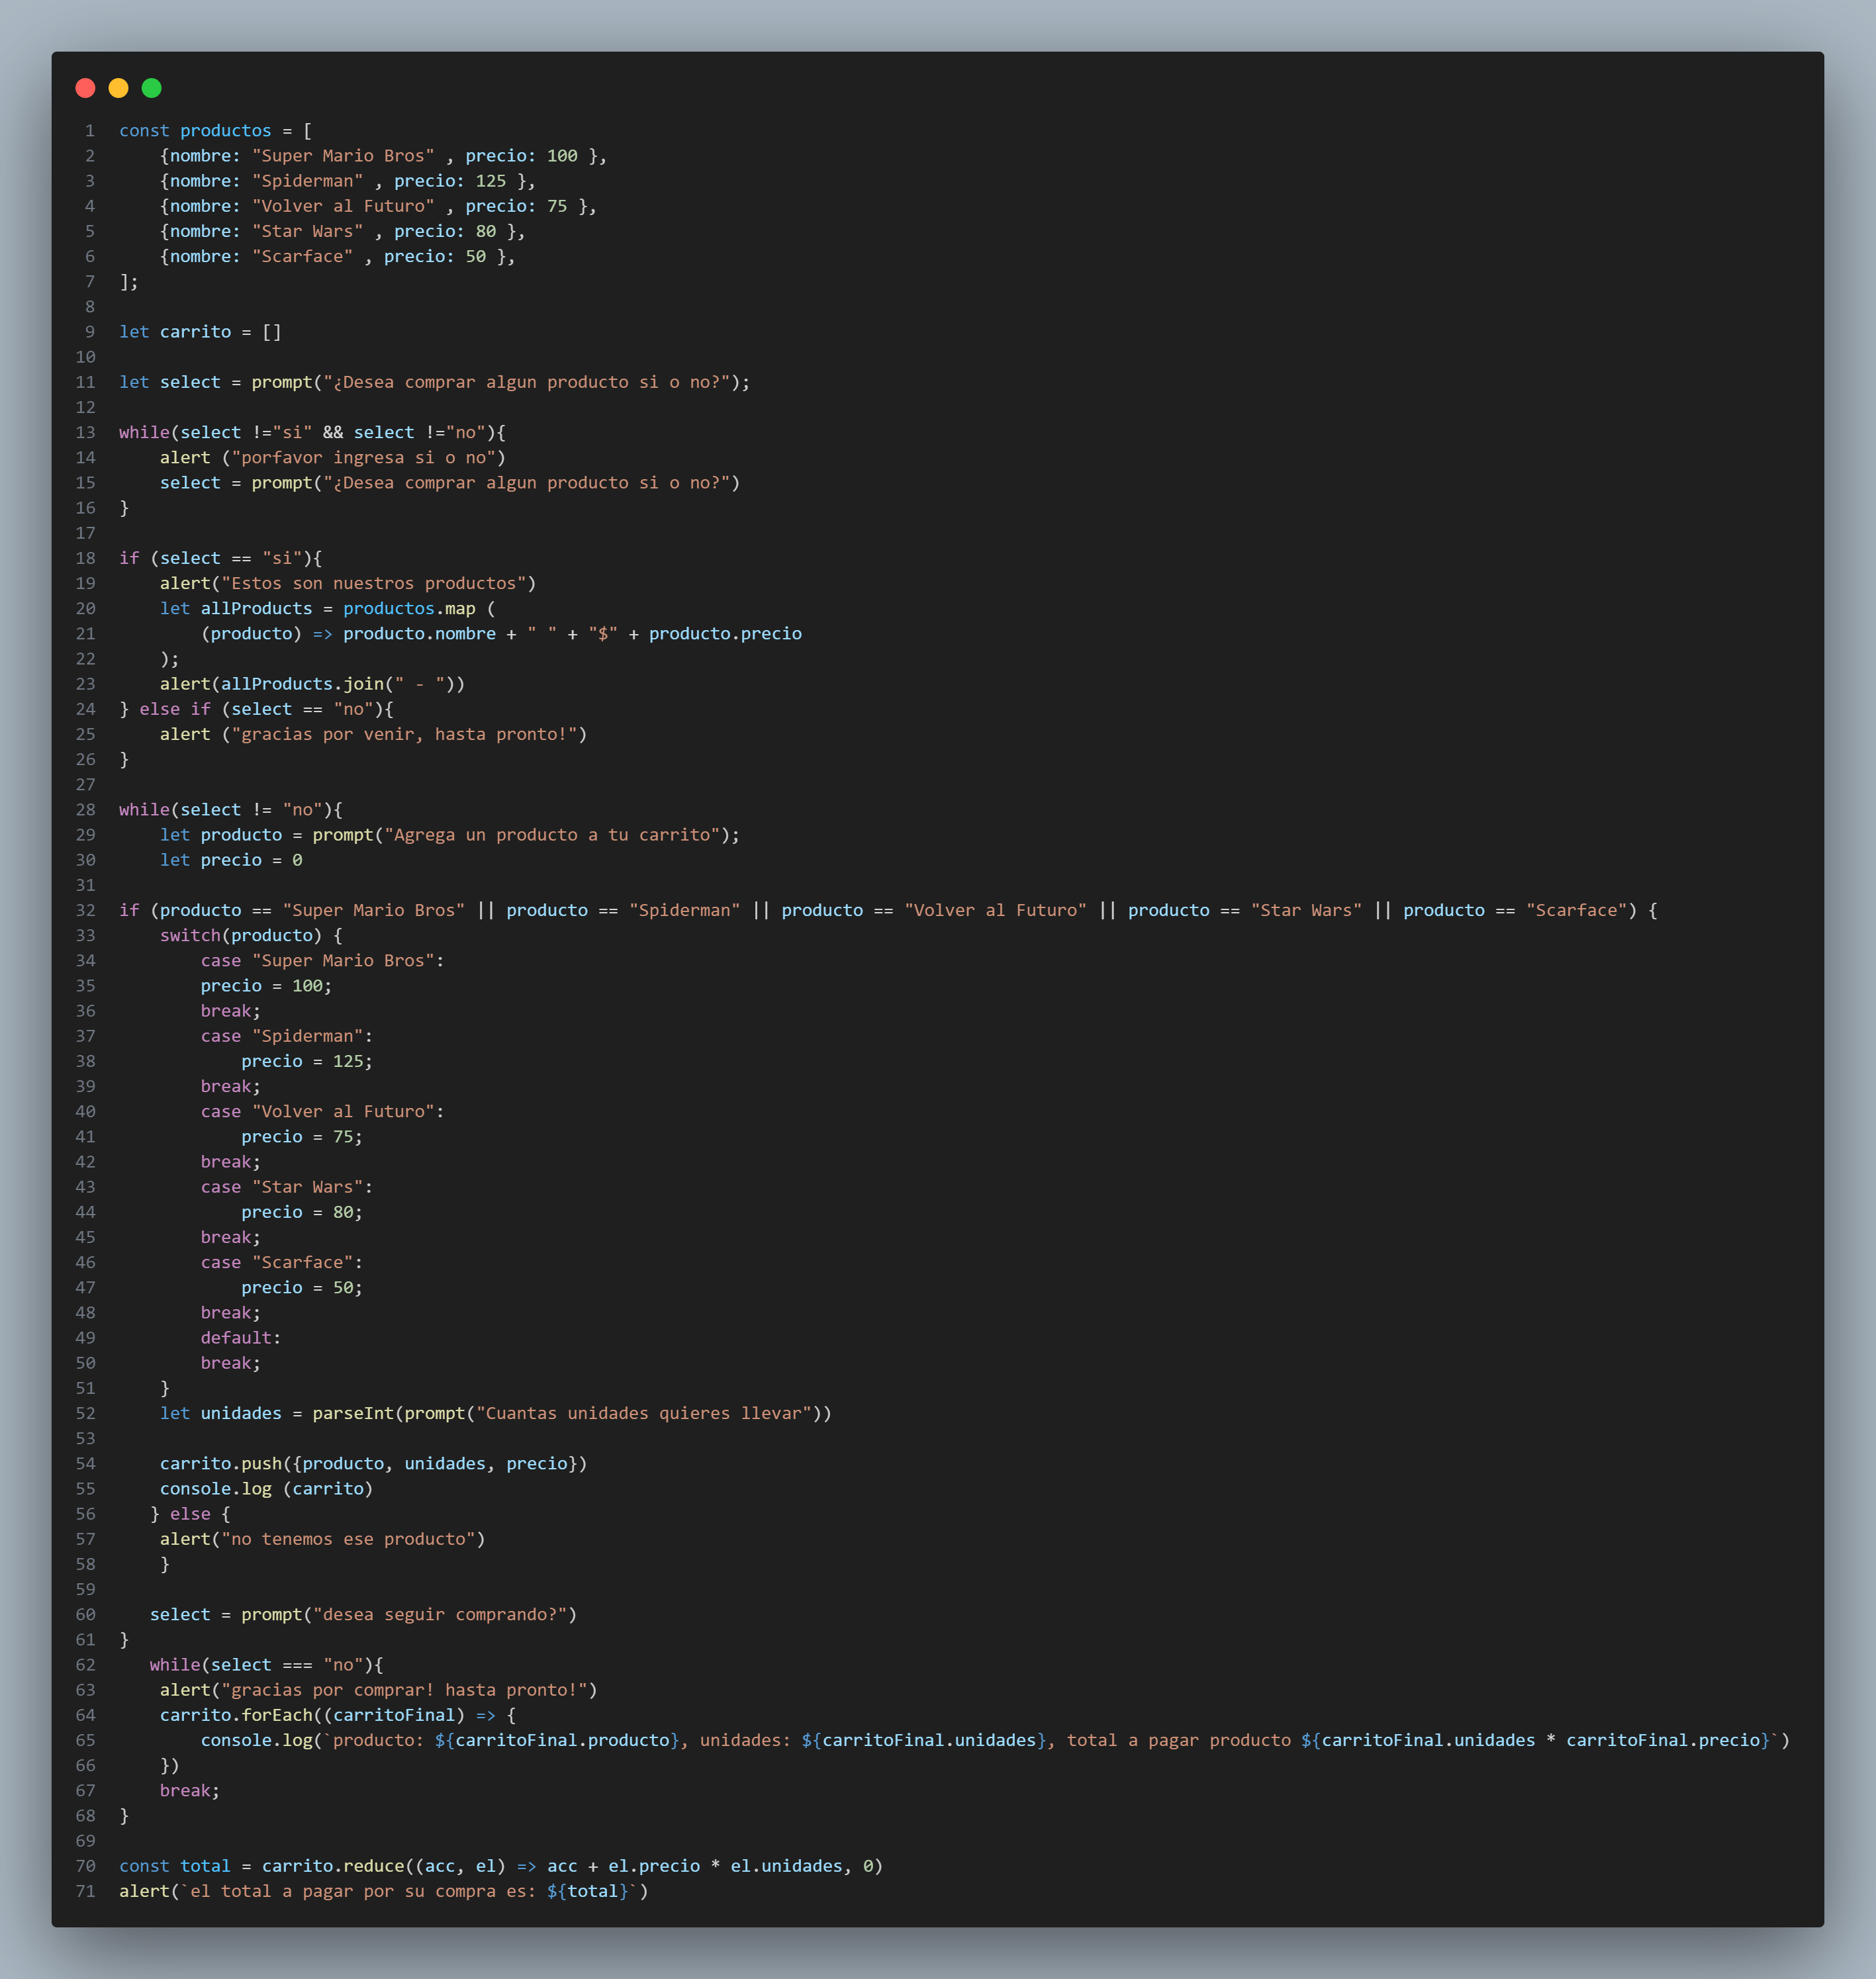 1 const productos = [
2     {nombre: "Super Mario Bros" , precio: 100 },
3     {nombre: "Spiderman" , precio: 125 },
4     {nombre: "Volver al Futuro" , precio: 75 },
5     {nombre: "Star Wars" , precio: 80 },
6     {nombre: "Scarface" , precio: 50 },
7 ];
8
9 let carrito = []
10
11 let select = prompt("¿Desea comprar algun producto si o no?");
12
13 while(select !="si" && select !="no"){
14     alert ("porfavor ingresa si o no")
15     select = prompt("¿Desea comprar algun producto si o no?")
16 }
17
18 if (select == "si"){
19     alert("Estos son nuestros productos")
20     let allProducts = productos.map (
21         (producto) => producto.nombre + " " + "$" + producto.precio
22     );
23     alert(allProducts.join(" - "))
24 } else if (select == "no"){
25     alert ("gracias por venir, hasta pronto!")
26 }
27
28 while(select != "no"){
29     let producto = prompt("Agrega un producto a tu carrito");
30     let precio = 0
31
32 if (producto == "Super Mario Bros" || producto == "Spiderman" || producto == "Volver al Futuro" || producto == "Star Wars" || producto == "Scarface") {
33     switch(producto) {
34         case "Super Mario Bros":
35         precio = 100;
36         break;
37         case "Spiderman":
38             precio = 125;
39         break;
40         case "Volver al Futuro":
41             precio = 75;
42         break;
43         case "Star Wars":
44             precio = 80;
45         break;
46         case "Scarface":
47             precio = 50;
48         break;
49         default:
50         break;
51     }
52     let unidades = parseInt(prompt("Cuantas unidades quieres llevar"))
53
54     carrito.push({producto, unidades, precio})
55     console.log (carrito)
56    } else {
57     alert("no tenemos ese producto")
58     }
59
60    select = prompt("desea seguir comprando?")
61 }
62    while(select === "no"){
63     alert("gracias por comprar! hasta pronto!")
64     carrito.forEach((carritoFinal) => {
65         console.log(`producto: ${carritoFinal.producto}, unidades: ${carritoFinal.unidades}, total a pagar producto ${carritoFinal.unidades * carritoFinal.precio}`)
66     })
67     break;
68 }
69
70 const total = carrito.reduce((acc, el) => acc + el.precio * el.unidades, 0)
71 alert(`el total a pagar por su compra es: ${total}`)